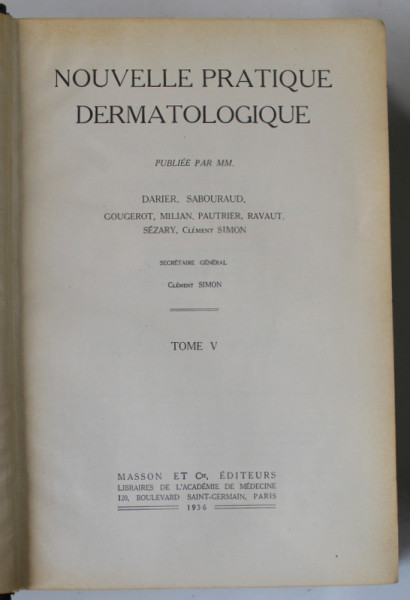 NOUVELLE PRATIQUE
DERMATOLOGIQUE
PUBLIÉE PAR MM.
DARIER, SABOURAUD,
GOUGEROT, MILIAN, PAUTRIER, RAVAUT,
SÉZARY, Clément SIMON
SECRÉTAIRE GÉNÉRAL
Clément SIMON
TOME V
MASSON ET Cie, ÉDITEURS
LIBRAIRES DE L'ACADÉMIE DE MÉDECINE
120, BOULEVARD SAINT-GERMAIN, PARIS
1936